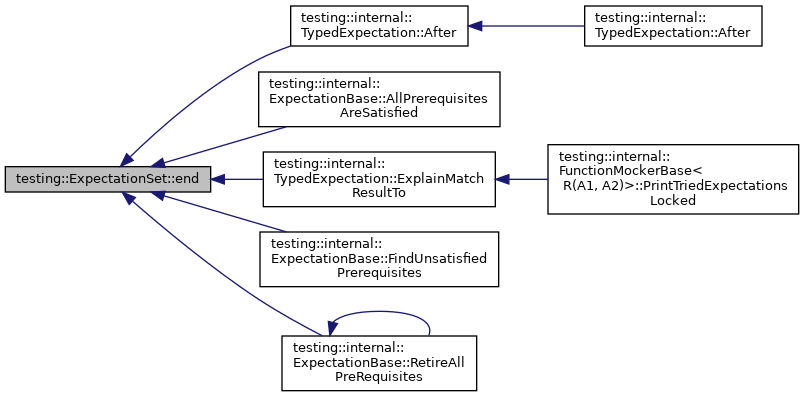 testing::internal::
TypedExpectation::After
testing::internal::
TypedExpectation::After
testing::internal::
ExpectationBase::AllPrerequisites
AreSatisfied
testing::ExpectationSet::end
testing::internal::
TypedExpectation::ExplainMatch
ResultTo
testing::internal::
FunctionMockerBase<
R(A1, A2)>::PrintTriedExpectations
Locked
testing::internal::
ExpectationBase::FindUnsatisfied
Prerequisites
testing::internal::
ExpectationBase::RetireAll
PreRequisites